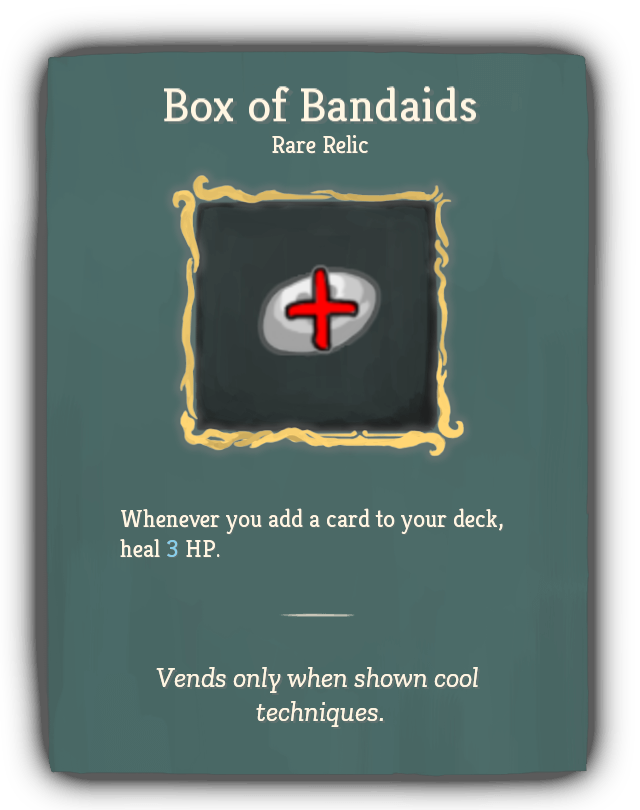 Box of Bandaids
Rare Relic
Whenever you add a card to your deck,
heal 3 HP.
Vends only when shown cool
techniques.